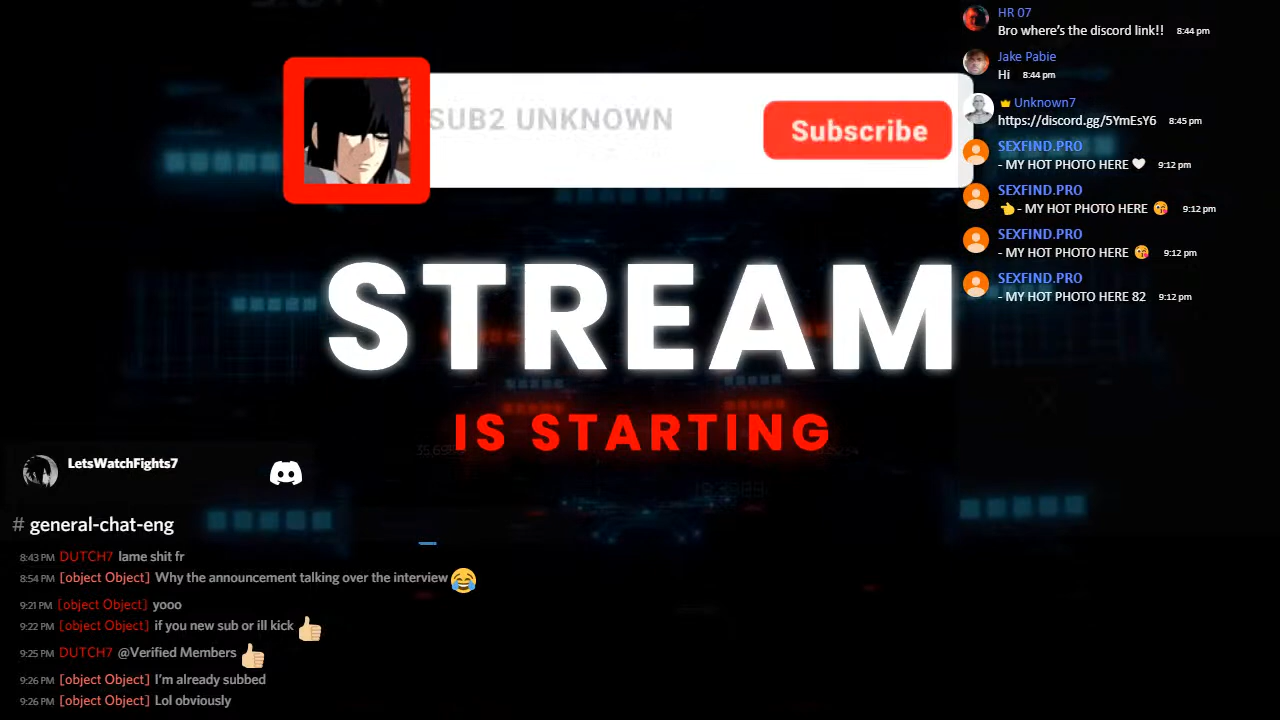 HR 07
Bro where's the discord link!! 8:44 pm
Jake Pabie
Hi 8:44 pm
Unknown7
https://discord.gg/5YmEsY6 8:45 pm
SEXFIND.PRO
- MY HOT PHOTO HERE 🤍 9:12 pm
SEXFIND.PRO
👈 - MY HOT PHOTO HERE 😘 9:12 pm
SEXFIND.PRO
- MY HOT PHOTO HERE 😘 9:12 pm
SEXFIND.PRO
- MY HOT PHOTO HERE 82 9:12 pm
SUB2 UNKNOWN
Subscribe
STREAM
IS STARTING
LetsWatchFights7
# general-chat-eng
8:43 PM DUTCH7 lame shit fr
8:54 PM [object Object] Why the announcement talking over the interview 😂
9:21 PM [object Object] yooo
9:22 PM [object Object] if you new sub or ill kick 👍🏼
9:25 PM DUTCH7 @Verified Members 👍🏼
9:26 PM [object Object] I'm already subbed
9:26 PM [object Object] Lol obviously